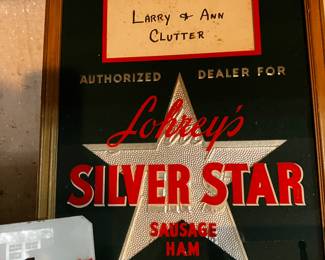 LARRY & ANN
CLUTTER
AUTHORIZED DEALER FOR
Lohrey's
SILVER STAR
SAUSAGE
HAM